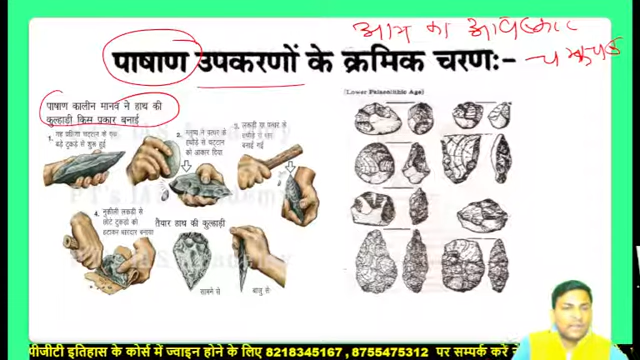 आग का आविष्कार
पाषाण उपकरणों के क्रमिक चरण:-
पाषाण कालीन मानव ने हाथ की
कुल्हाड़ी किस प्रकार बनाई
1. यह प्रक्रिया चट्टान के एक
बड़े टुकड़े से शुरू हुई
2. मनुष्य ने पत्थर के
हथौड़े से चट्टान
को आकार दिया
3. लकड़ी या पत्थर के
हथौड़े से धार
बनाई गई
4. नुकीली लकड़ी से
छोटे टुकड़ों को
हटाकर धारदार बनाया
तैयार हाथ की कुल्हाड़ी
सामने से
बाजू से
(Lower Palaeolithic Age)
पीजीटी इतिहास के कोर्स में ज्वाइन होने के लिए 8218345167, 8755475312 पर सम्पर्क करें